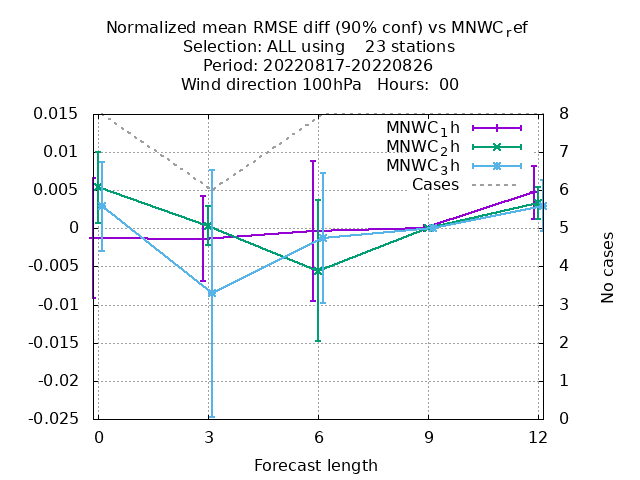 Normalized mean RMSE diff (90% conf) vs MNWC_ref
Selection: ALL using    23 stations
Period: 20220817-20220826
Wind direction 100hPa   Hours:  00
MNWC_1h
MNWC_2h
MNWC_3h
Cases
0.015
0.01
0.005
0
-0.005
-0.01
-0.015
-0.02
-0.025
8
7
6
5
4
3
2
1
0
No cases
0 3 6 9 12
Forecast length